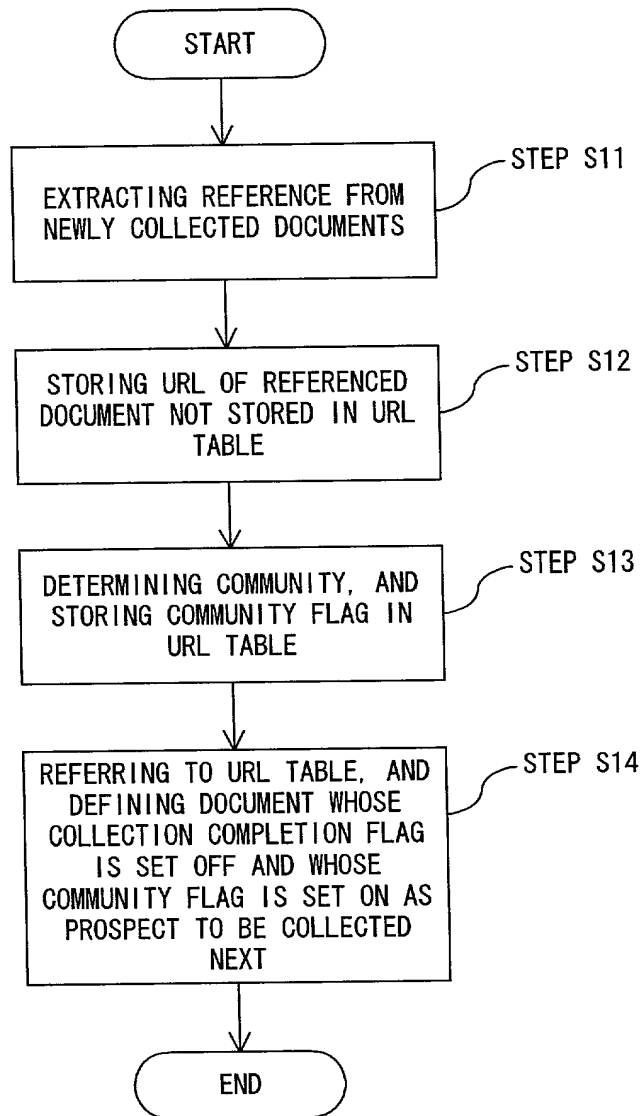 START
STEP S11
EXTRACTING REFERENCE FROM
NEWLY COLLECTED DOCUMENTS
STEP S12
STORING URL OF REFERENCED
DOCUMENT NOT STORED IN URL
TABLE
STEP S13
DETERMINING COMMUNITY, AND
STORING COMMUNITY FLAG IN
URL TABLE
STEP S14
REFERRING TO URL TABLE, AND
DEFINING DOCUMENT WHOSE
COLLECTION COMPLETION FLAG
IS SET OFF AND WHOSE
COMMUNITY FLAG IS SET ON AS
PROSPECT TO BE COLLECTED
NEXT
END